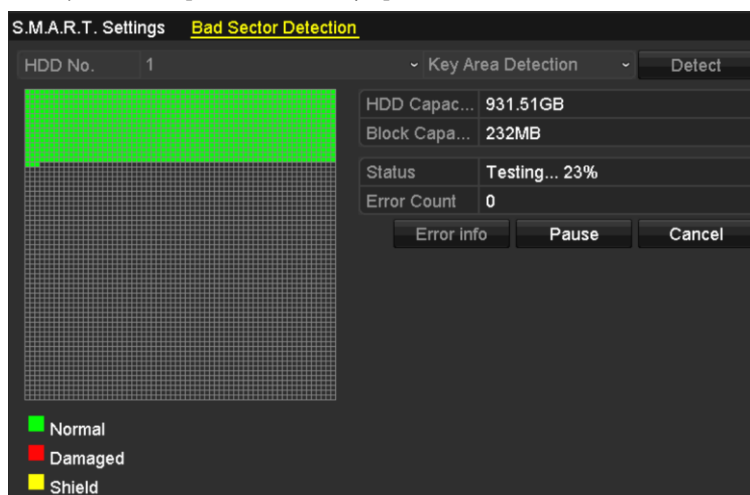 S.M.A.R.T. Settings Bad Sector Detection
HDD No. 1 Key Area Detection Detect
HDD Capac... 931.51GB
Block Capa... 232MB
Status Testing... 23%
Error Count 0
Error info Pause Cancel
Normal
Damaged
Shield